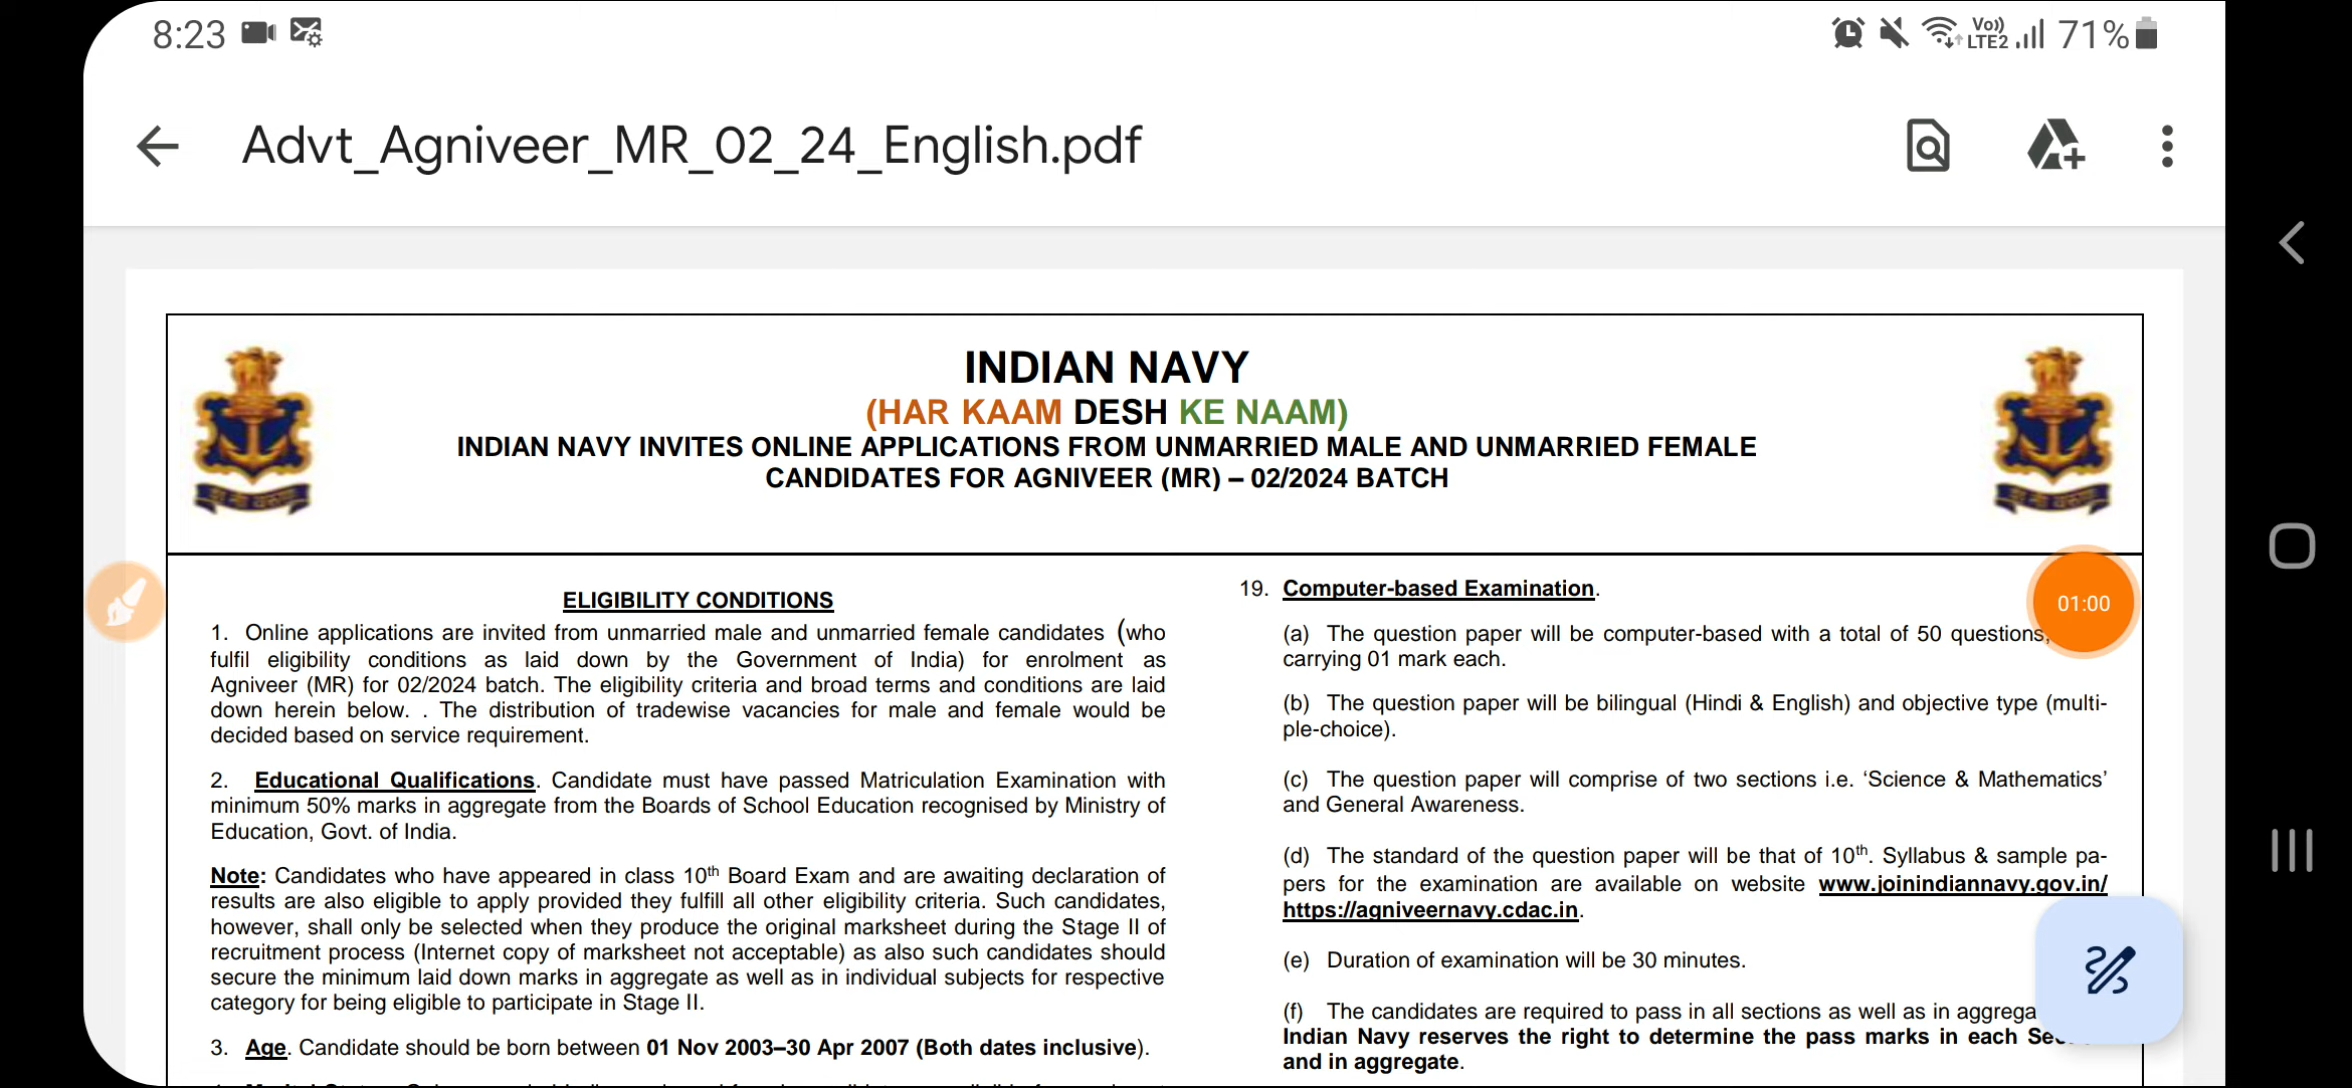 8:23
Vo)) LTE2 71%
Advt_Agniveer_MR_02_24_English.pdf
INDIAN NAVY
(HAR KAAM DESH KE NAAM)
INDIAN NAVY INVITES ONLINE APPLICATIONS FROM UNMARRIED MALE AND UNMARRIED FEMALE
CANDIDATES FOR AGNIVEER (MR) – 02/2024 BATCH
ELIGIBILITY CONDITIONS
1. Online applications are invited from unmarried male and unmarried female candidates (who
fulfil eligibility conditions as laid down by the Government of India) for enrolment as
Agniveer (MR) for 02/2024 batch. The eligibility criteria and broad terms and conditions are laid
down herein below. . The distribution of tradewise vacancies for male and female would be
decided based on service requirement.
2. Educational Qualifications. Candidate must have passed Matriculation Examination with
minimum 50% marks in aggregate from the Boards of School Education recognised by Ministry of
Education, Govt. of India.
Note: Candidates who have appeared in class 10th Board Exam and are awaiting declaration of
results are also eligible to apply provided they fulfill all other eligibility criteria. Such candidates,
however, shall only be selected when they produce the original marksheet during the Stage II of
recruitment process (Internet copy of marksheet not acceptable) as also such candidates should
secure the minimum laid down marks in aggregate as well as in individual subjects for respective
category for being eligible to participate in Stage II.
3. Age. Candidate should be born between 01 Nov 2003–30 Apr 2007 (Both dates inclusive).
19. Computer-based Examination.
01:00
(a) The question paper will be computer-based with a total of 50 questions,
carrying 01 mark each.
(b) The question paper will be bilingual (Hindi & English) and objective type (multi-
ple-choice).
(c) The question paper will comprise of two sections i.e. ‘Science & Mathematics’
and General Awareness.
(d) The standard of the question paper will be that of 10th. Syllabus & sample pa-
pers for the examination are available on website www.joinindiannavy.gov.in/
https://agniveernavy.cdac.in.
(e) Duration of examination will be 30 minutes.
(f) The candidates are required to pass in all sections as well as in aggrega
Indian Navy reserves the right to determine the pass marks in each
and in aggregate.